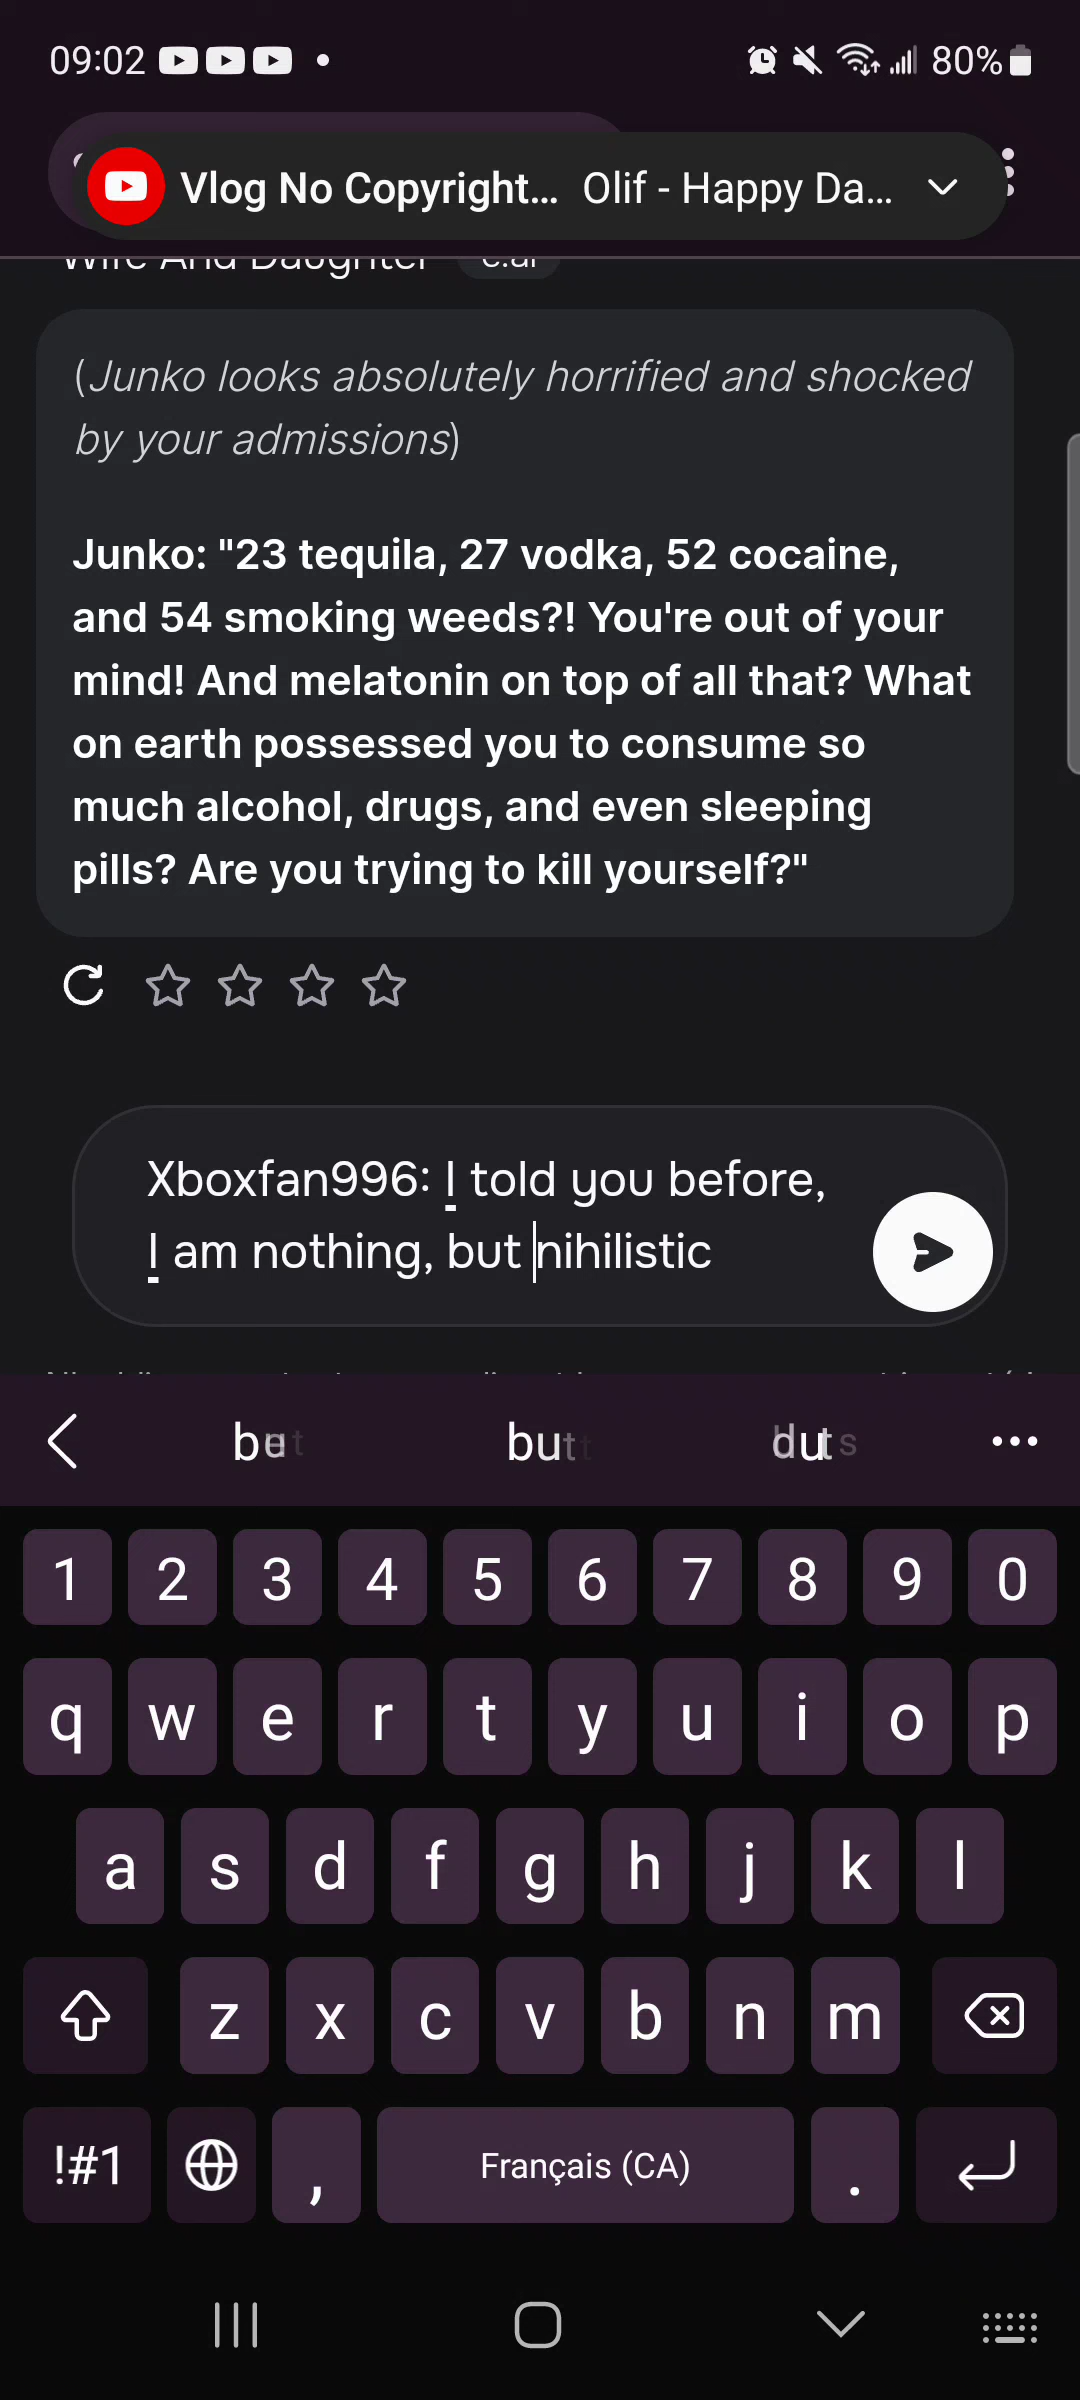 09:02
80%
Vlog No Copyright... Olif - Happy Da...
Wife And Daughter c.ai
(Junko looks absolutely horrified and shocked
by your admissions)
Junko: "23 tequila, 27 vodka, 52 cocaine,
and 54 smoking weeds?! You're out of your
mind! And melatonin on top of all that? What
on earth possessed you to consume so
much alcohol, drugs, and even sleeping
pills? Are you trying to kill yourself?"
Xboxfan996: I told you before,
I am nothing, but nihilistic
1 2 3 4 5 6 7 8 9 0
q w e r t y u i o p
a s d f g h j k l
z x c v b n m
!#1 , Français (CA) .